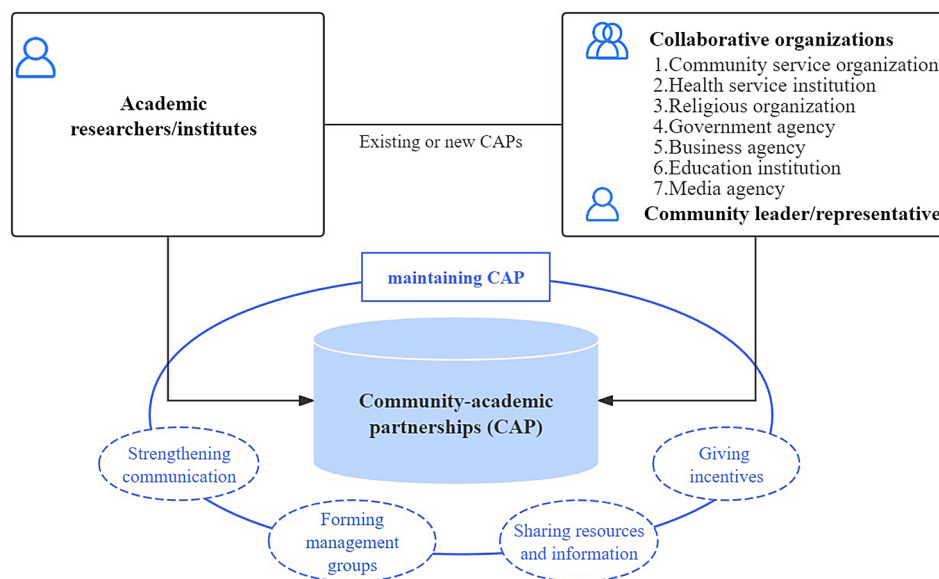 Academic
researchers/institutes
Existing or new CAPs
Collaborative organizations
1.Community service organization
2.Health service institution
3.Religious organization
4.Government agency
5.Business agency
6.Education institution
7.Media agency
Community leader/representative
maintaining CAP
Community-academic
partnerships (CAP)
Strengthening
communication
Forming
management
groups
Sharing resources
and information
Giving
incentives